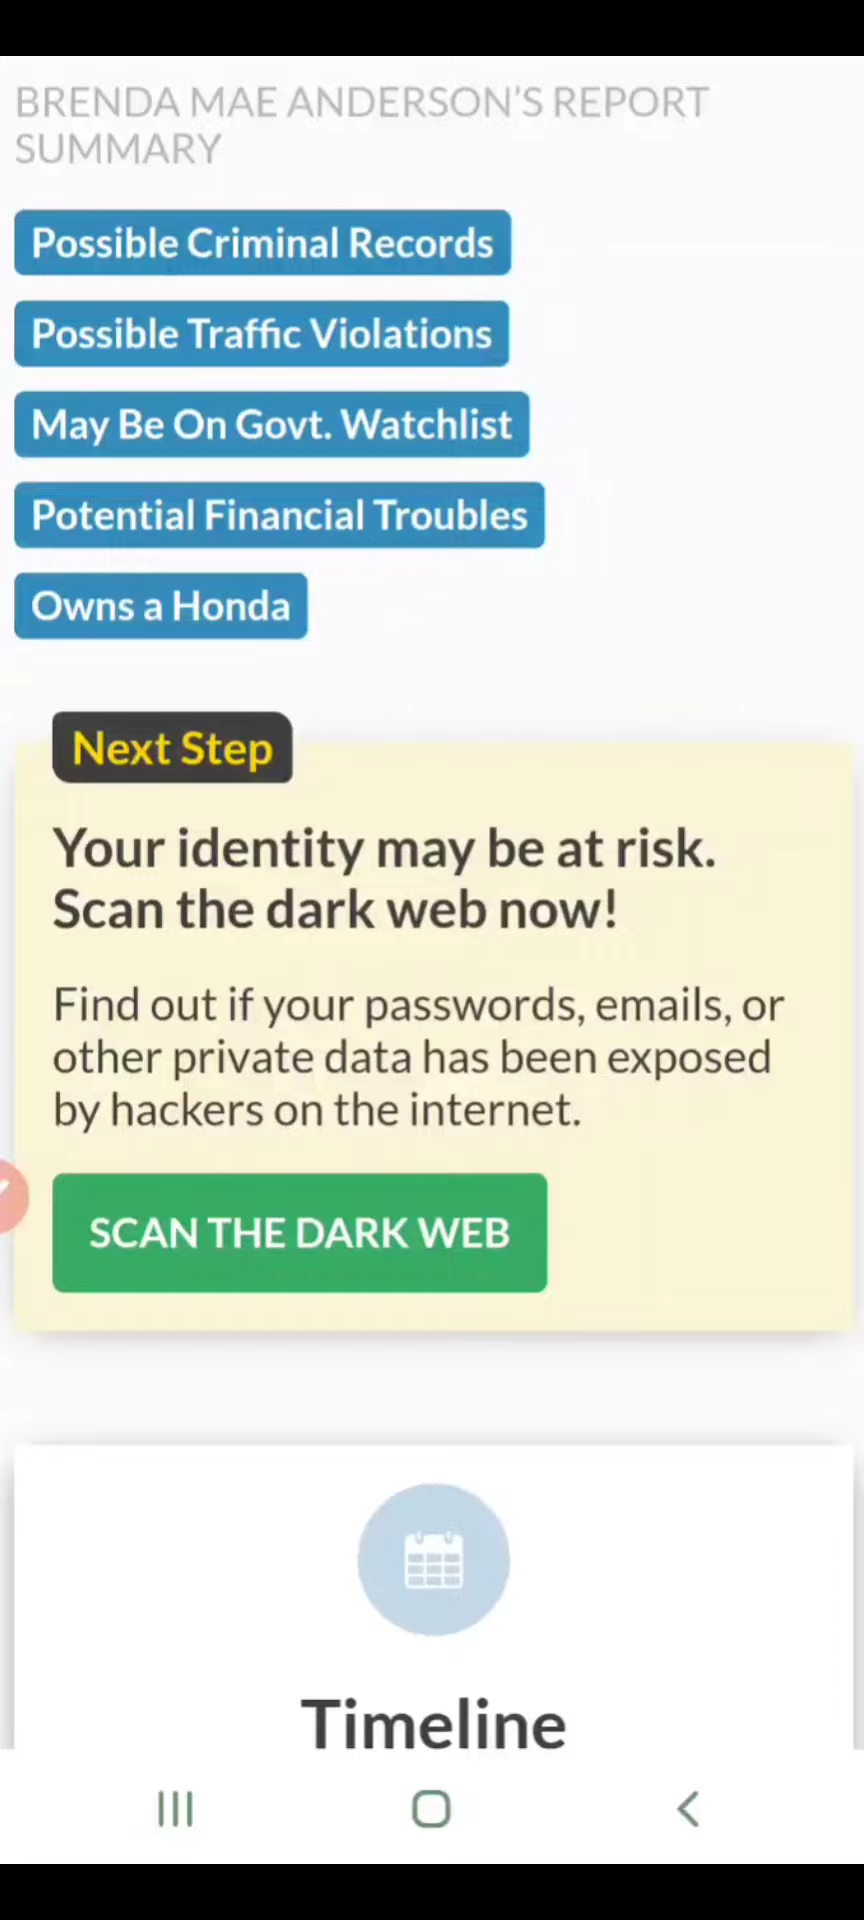 BRENDA MAE ANDERSON'S REPORT
SUMMARY
Possible Criminal Records
Possible Traffic Violations
May Be On Govt. Watchlist
Potential Financial Troubles
Owns a Honda
Next Step
Your identity may be at risk.
Scan the dark web now!
Find out if your passwords, emails, or
other private data has been exposed
by hackers on the internet.
SCAN THE DARK WEB
Timeline